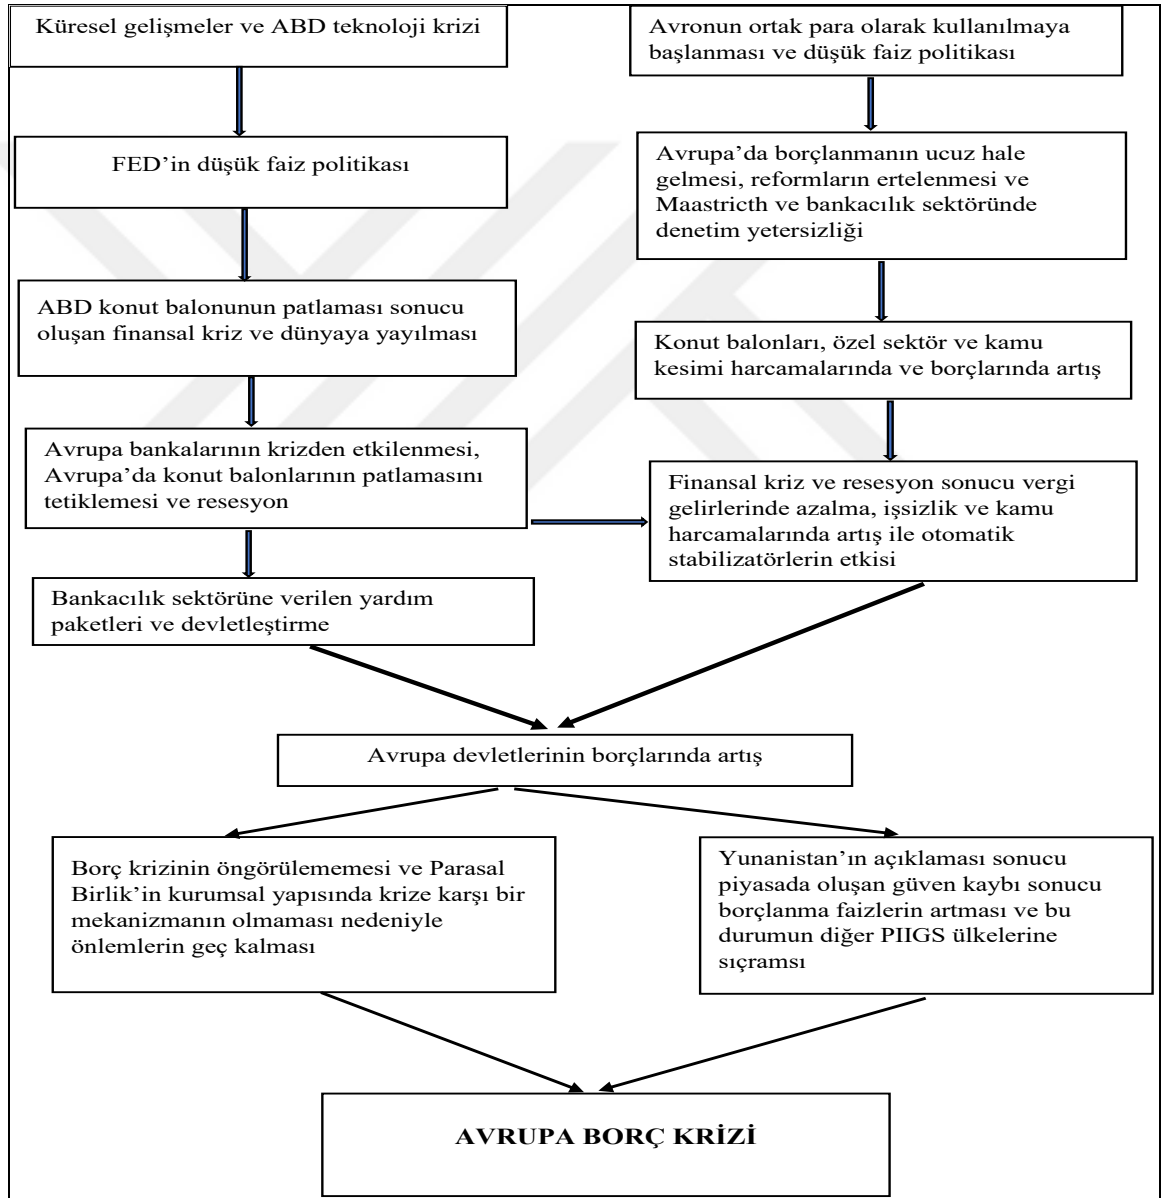 Küresel gelişmeler ve ABD teknoloji krizi
Avronun ortak para olarak kullanılmaya
başlanması ve düşük faiz politikası
FED’in düşük faiz politikası
Avrupa’da borçlanmanın ucuz hale
gelmesi, reformların ertelenmesi ve
Maastricth ve bankacılık sektöründe
denetim yetersizliği
ABD konut balonunun patlaması sonucu
oluşan finansal kriz ve dünyaya yayılması
Konut balonları, özel sektör ve kamu
kesimi harcamalarında ve borçlarında artış
Avrupa bankalarının krizden etkilenmesi,
Avrupa’da konut balonlarının patlamasını
tetiklemesi ve resesyon
Finansal kriz ve resesyon sonucu vergi
gelirlerinde azalma, işsizlik ve kamu
harcamalarında artış ile otomatik
stabilizatörlerin etkisi
Bankacılık sektörüne verilen yardım
paketleri ve devletleştirme
Avrupa devletlerinin borçlarında artış
Borç krizinin öngörülememesi ve Parasal
Birlik’in kurumsal yapısında krize karşı bir
mekanizmanın olmaması nedeniyle
önlemlerin geç kalması
Yunanistan’ın açıklaması sonucu
piyasada oluşan güven kaybı sonucu
borçlanma faizlerin artması ve bu
durumun diğer PIIGS ülkelerine
sıçramsı
AVRUPA BORÇ KRİZİ